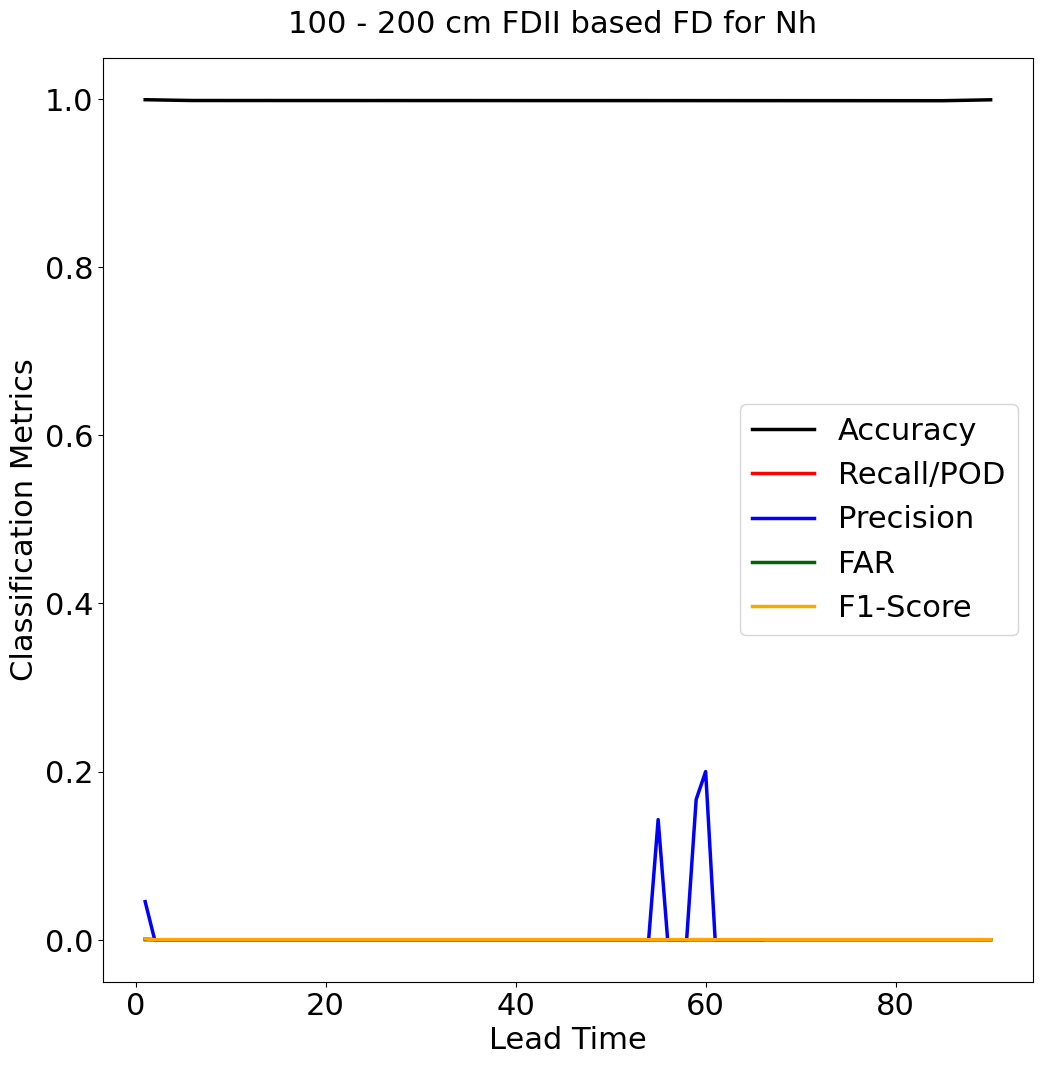 100 - 200 cm FDII based FD for Nh
1.0
0.8
0.6
0.4
0.2
0.0
Classification Metrics
Accuracy
Recall/POD
Precision
FAR
F1-Score
0 20 40 60 80
Lead Time